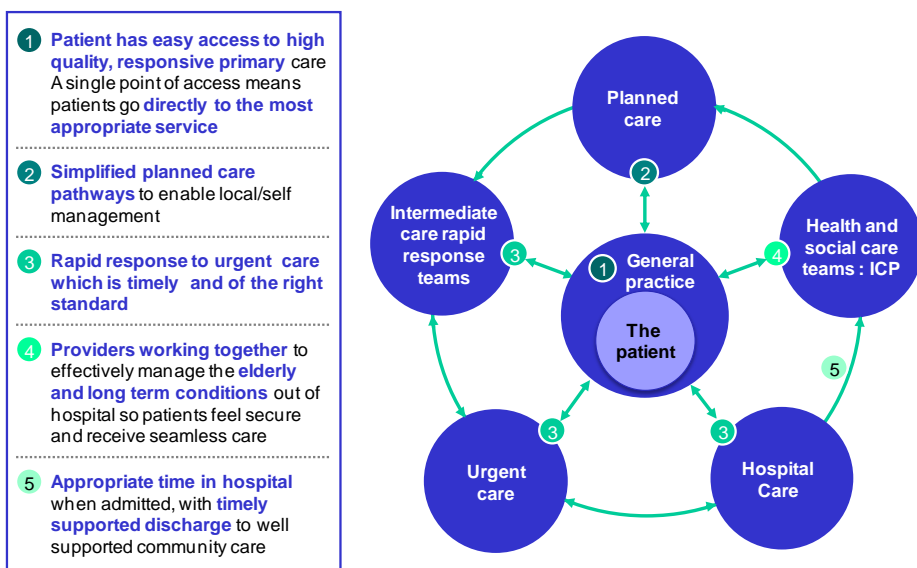 1
Patient has easy access to high
quality, responsive primary care
A single point of access means
patients go directly to the most
appropriate service
2
Simplified planned care
pathways to enable local/self
management
3
Rapid response to urgent care
which is timely and of the right
standard
4
Providers working together to
effectively manage the elderly
and long term conditions out of
hospital so patients feel secure
and receive seamless care
5
Appropriate time in hospital
when admitted, with timely
supported discharge to well
supported community care
Planned
care
2
Intermediate
care rapid
response
teams
3
Health and
social care
teams : ICP
4
1
General
practice
The
patient
5
3
Urgent
care
3
Hospital
Care